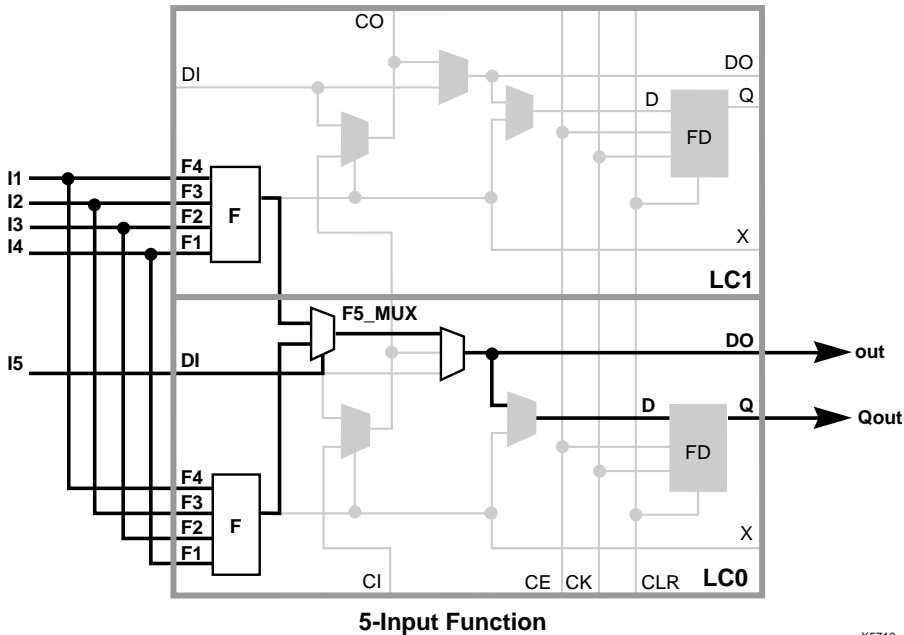 CO
DI
DO
D
Q
FD
I1
I2
I3
I4
F4
F3
F2
F1
F
X
LC1
F5_MUX
I5
DI
DO
out
D
Q
Qout
FD
F4
F3
F2
F1
F
X
CI
CE
CK
CLR
LC0
5-Input Function